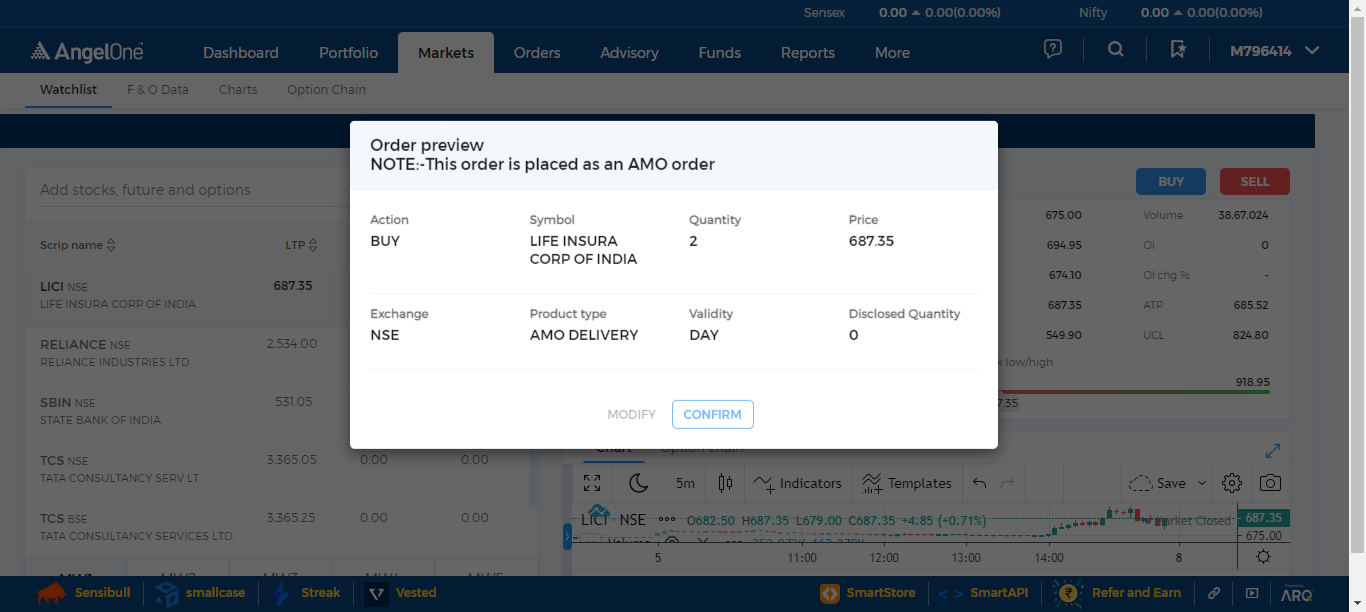 Sensex 0.00 0.00(0.00%) Nifty 0.00 0.00(0.00%)
AngelOne Dashboard Portfolio Markets Orders Advisory Funds Reports More M796414
Watchlist F & O Data Charts Option Chain
Order preview
NOTE:-This order is placed as an AMO order
Action Symbol Quantity Price
BUY LIFE INSURA CORP OF INDIA 2 687.35
Exchange Product type Validity Disclosed Quantity
NSE AMO DELIVERY DAY 0
MODIFY CONFIRM
Add stocks, future and options
Scrip name LTP
LICI NSE 687.35
LIFE INSURA CORP OF INDIA
RELIANCE NSE 2,534.00
RELIANCE INDUSTRIES LTD
SBIN NSE 531.05
STATE BANK OF INDIA
TCS NSE 3,365.05 0.00 0.00
TATA CONSULTANCY SERV LT
TCS BSE 3,365.25 0.00 0.00
TATA CONSULTANCY SERVICES LTD.
MW1 MW2 MW3 MW4 MW5
BUY SELL
675.00 Volume 38,67,024
694.95 OI 0
674.10 OI chg % -
687.35 ATP 685.52
549.90 UCL 824.80
low/high
918.95
7.35
Chart Option chain
5m Indicators Templates Save
LICI NSE O682.50 H687.35 L679.00 C687.35 +4.85 (+0.71%) Market Closed 687.35
Volume 675.00
5 11:00 12:00 13:00 14:00 8
Sensibull smallcase Streak Vested SmartStore SmartAPI Refer and Earn Powered by ARQ